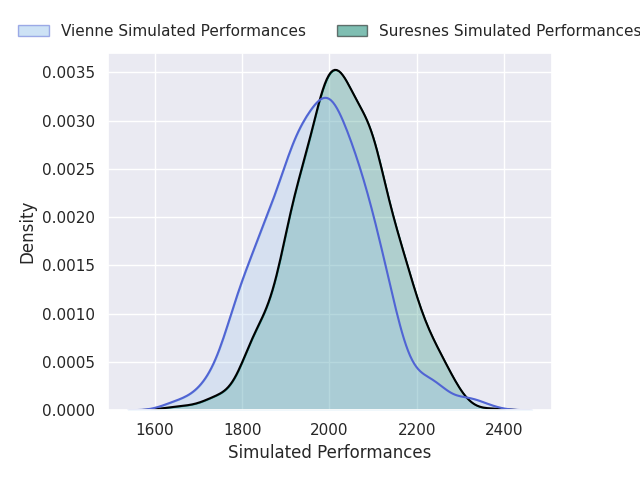 Vienne Simulated Performances Suresnes Simulated Performances
0.0035
0.0030
0.0025
0.0020
0.0015
0.0010
0.0005
0.0000
Density
1600 1800 2000 2200 2400
Simulated Performances